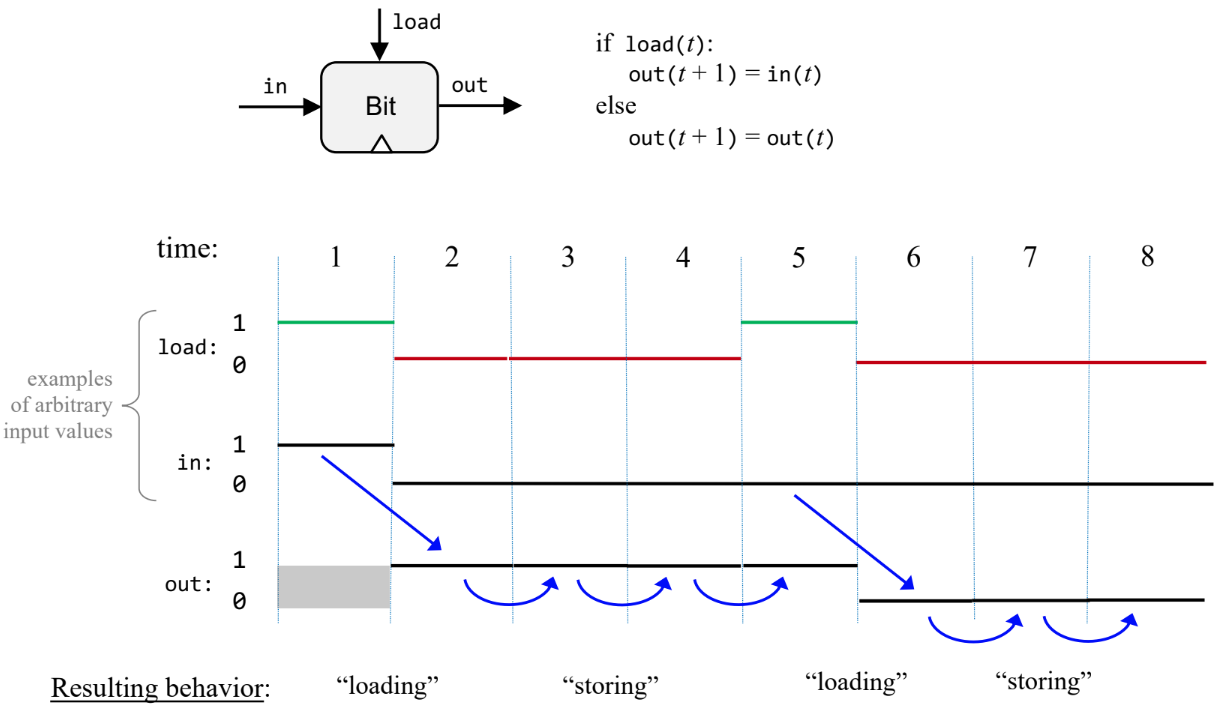 load
if load(t):
in
out
out(t + 1) = in(t)
Bit
else
out(t + 1) = out(t)
time: 1 2 3 4 5 6 7 8
1
load:
0
examples
of arbitrary
input values
1
in:
0
1
out:
0
Resulting behavior: “loading” “storing” “loading” “storing”